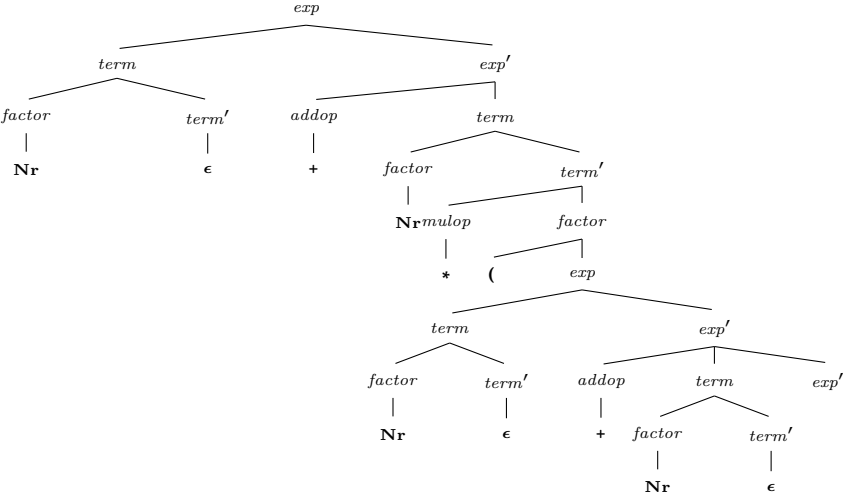 exp
term exp′
factor term′ addop term
Nr ϵ + factor term′
Nr mulop factor
* ( exp
term exp′
factor term′ addop term exp′
Nr ϵ + factor term′
Nr ϵ